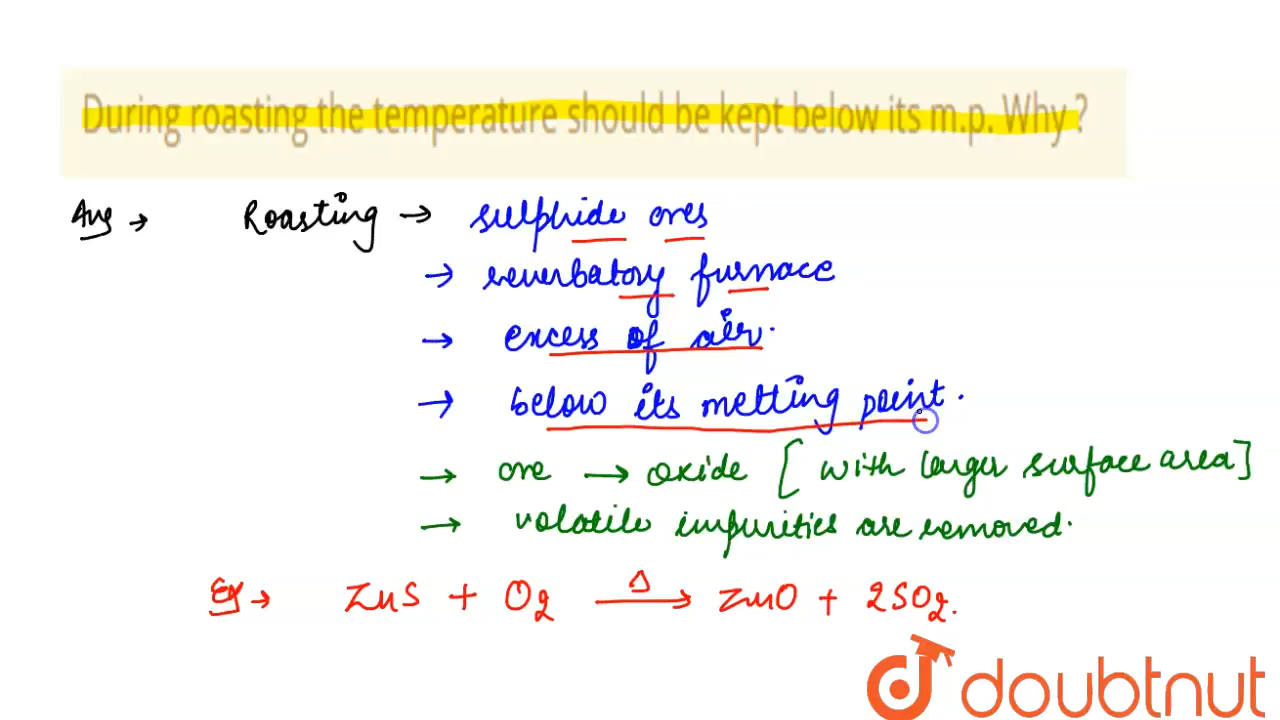 During roasting the temperature should be kept below its m.p. Why ?
Ans → Roasting → sulphide ores
→ reverbatory furnace
→ excess of air.
→ below its melting point.
→ ore → oxide [with larger surface area]
→ volatile impurities are removed.
Ex → ZnS + O2 Δ→ ZnO + 2SO2.
doubtnut